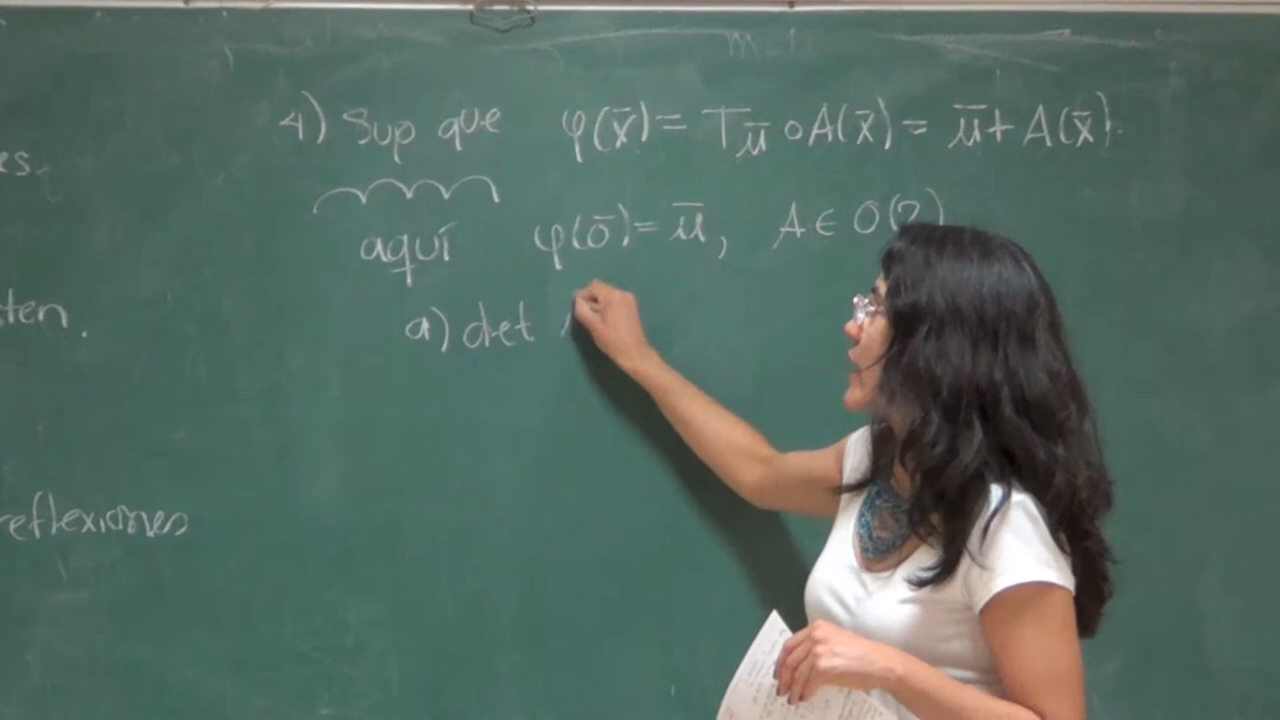 4) Sup que φ(x̄) = T_ū ∘ A(x̄) = ū + A(x̄).
es.
aquí φ(ō) = ū, A ∈ O(2)
ten.
a) det
reflexiones